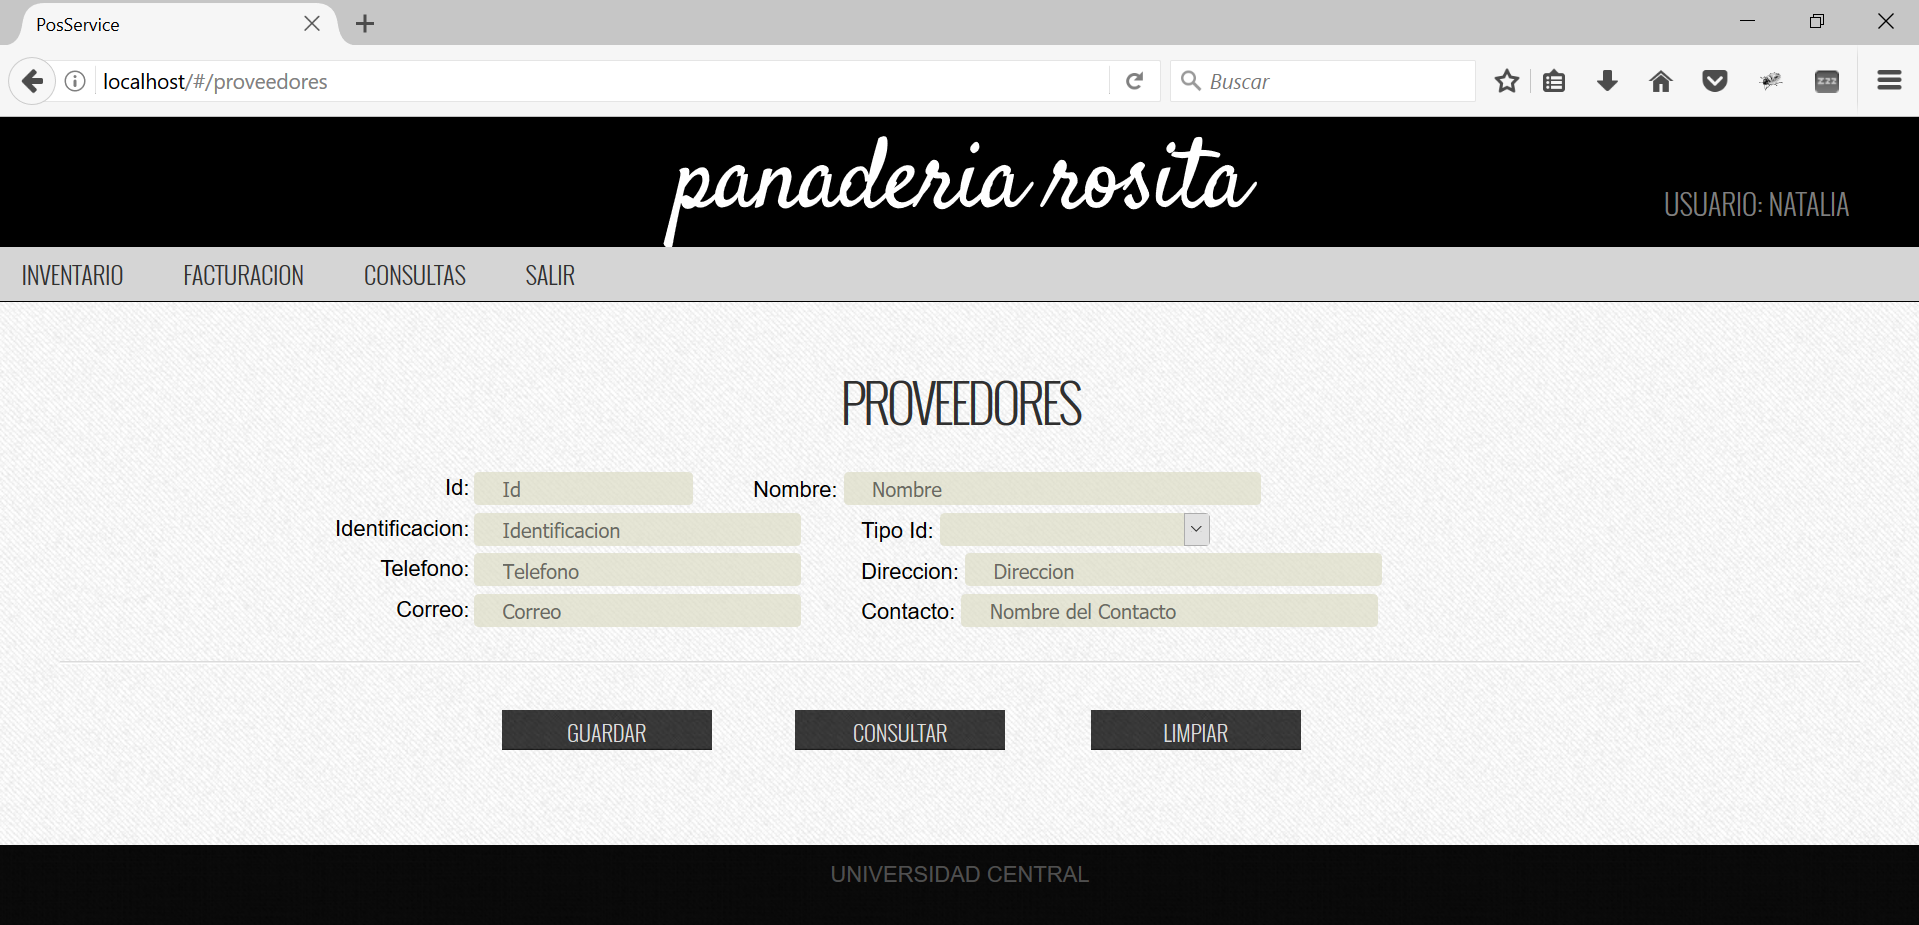 PosService
localhost/#/proveedores
Buscar
zzz
panaderia rosita
USUARIO: NATALIA
INVENTARIO FACTURACION CONSULTAS SALIR
PROVEEDORES
Id: Id Nombre: Nombre
Identificacion: Identificacion Tipo Id:
Telefono: Telefono Direccion: Direccion
Correo: Correo Contacto: Nombre del Contacto
GUARDAR CONSULTAR LIMPIAR
UNIVERSIDAD CENTRAL